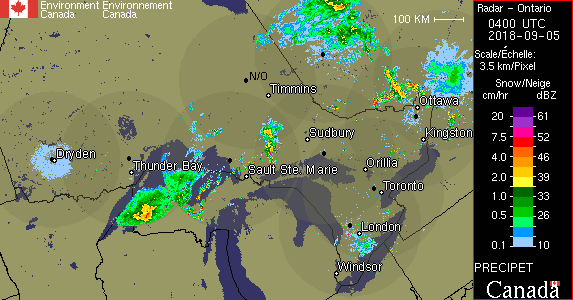 Environment Environnement
Canada Canada
100 KM
N/O
Timmins
Ottawa
Sudbury
Kingston
Dryden
Thunder Bay
Sault Ste. Marie
Orillia
Toronto
London
Windsor
Radar - Ontario
0400 UTC
2018-09-05
Scale/Échelle:
3.5 km/Pixel
Snow/Neige
cm/hr dBZ
20 61
7.5 52
4.0 46
2.0 39
1.0 33
0.5 26
0.1 10
PRECIPET
Canada